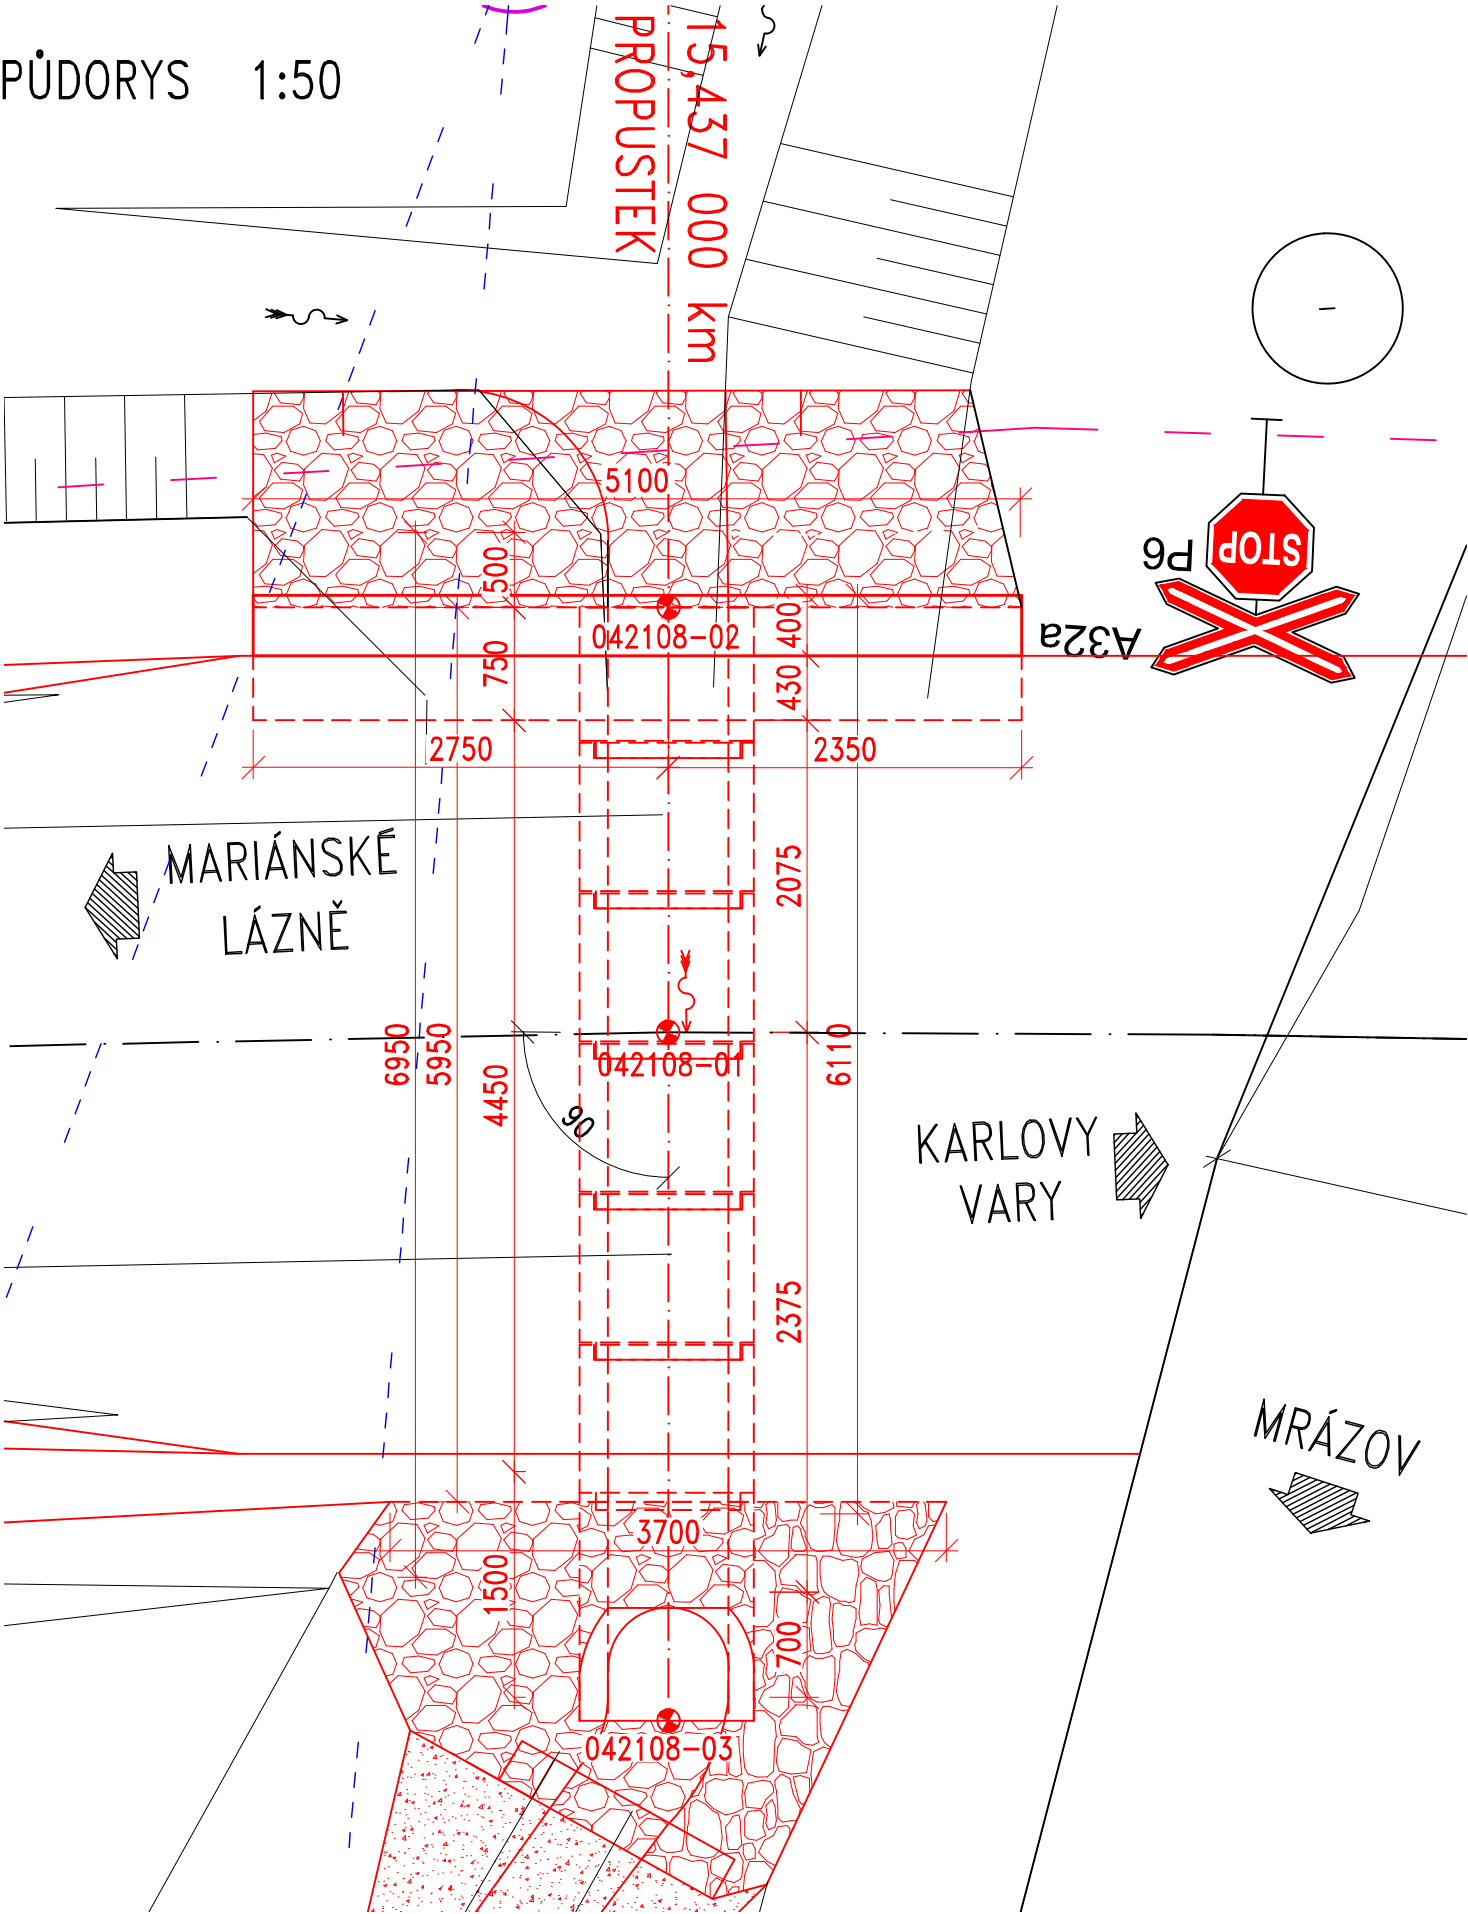 PŮDORYS 1:50
15,437 000 km
PROPUSTEK
5100
500
750
042108-02
400
430
2750
2350
STOP
P6
A32a
MARIÁNSKÉ
LÁZNĚ
2075
6950
5950
4450
042108-01
6110
90
KARLOVY
VARY
2375
MRÁZOV
3700
1500
700
042108-03